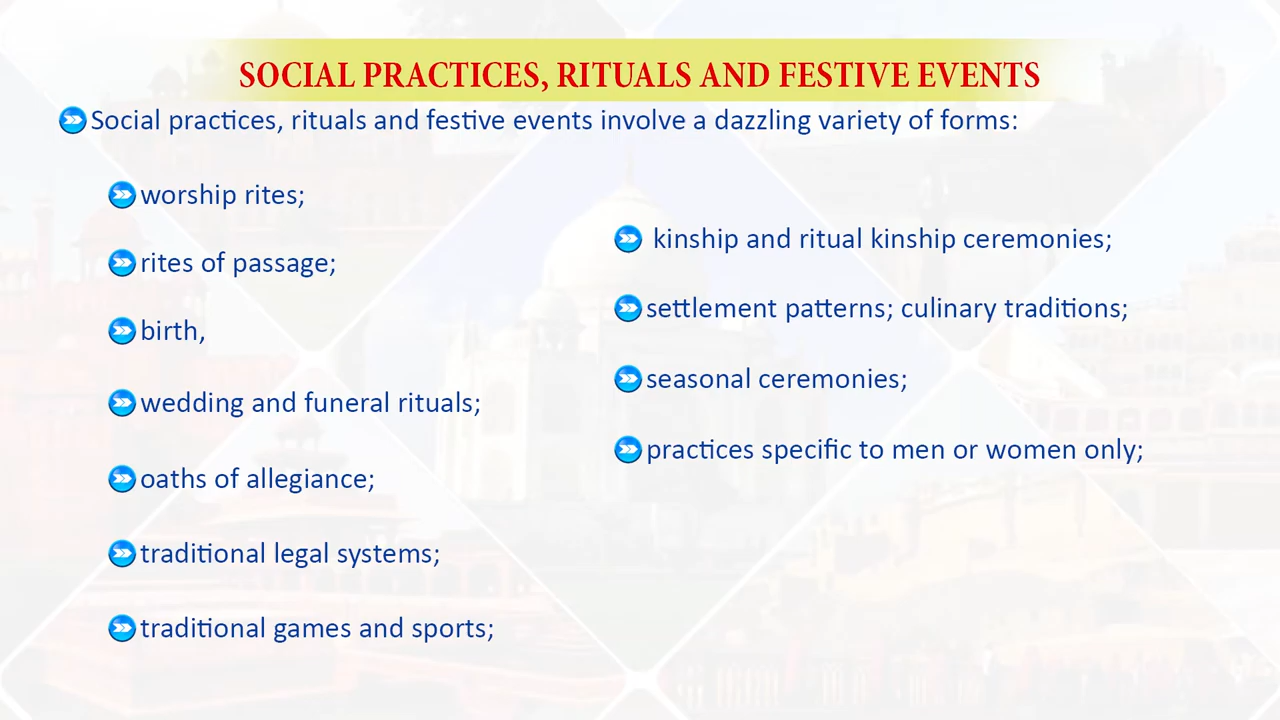 SOCIAL PRACTICES, RITUALS AND FESTIVE EVENTS
Social practices, rituals and festive events involve a dazzling variety of forms:
worship rites;
rites of passage;
birth,
wedding and funeral rituals;
oaths of allegiance;
traditional legal systems;
traditional games and sports;
kinship and ritual kinship ceremonies;
settlement patterns; culinary traditions;
seasonal ceremonies;
practices specific to men or women only;